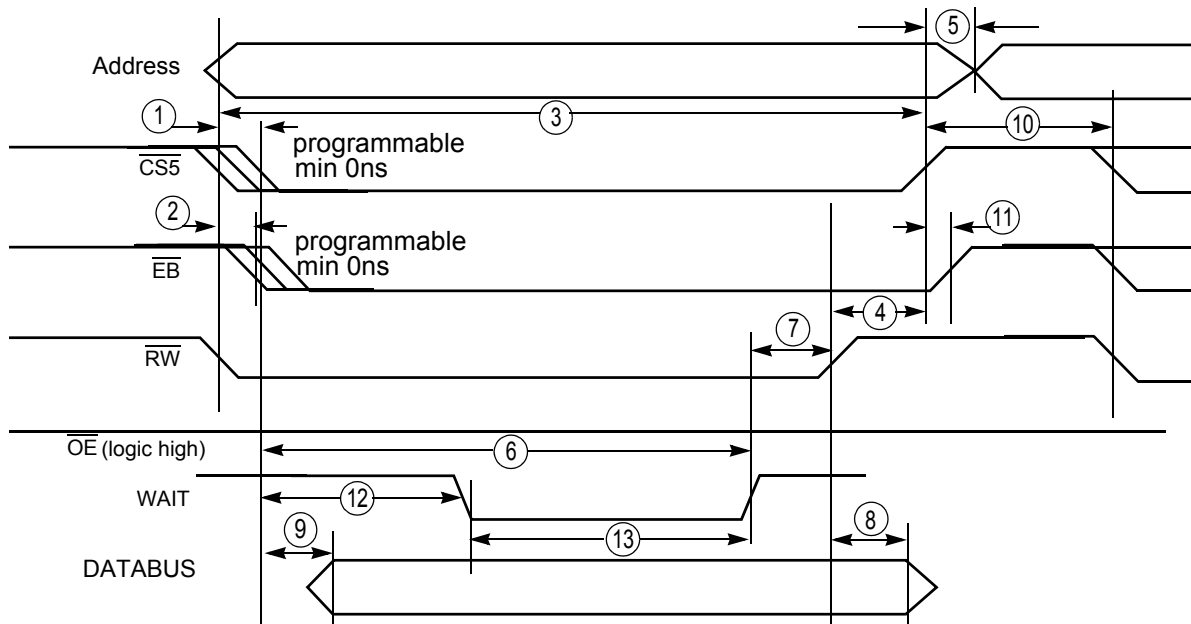 5
Address
1
3
10
programmable
min 0ns
CS5
2
11
programmable
min 0ns
EB
4
7
RW
OE (logic high)
6
WAIT
12
13
8
9
DATABUS